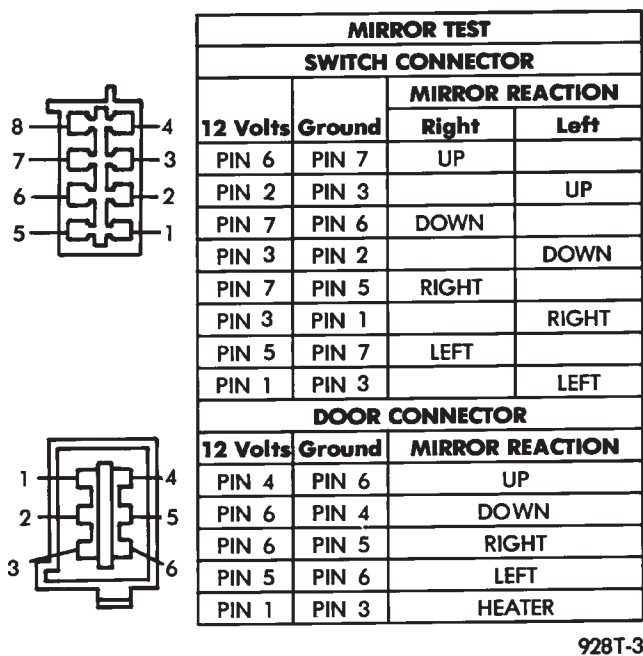 MIRROR TEST
SWITCH CONNECTOR
MIRROR REACTION
12 Volts Ground Right Left
PIN 6 PIN 7 UP
PIN 2 PIN 3 UP
PIN 7 PIN 6 DOWN
PIN 3 PIN 2 DOWN
PIN 7 PIN 5 RIGHT
PIN 3 PIN 1 RIGHT
PIN 5 PIN 7 LEFT
PIN 1 PIN 3 LEFT
8 4
7 3
6 2
5 1
DOOR CONNECTOR
12 Volts Ground MIRROR REACTION
PIN 4 PIN 6 UP
PIN 6 PIN 4 DOWN
PIN 6 PIN 5 RIGHT
PIN 5 PIN 6 LEFT
PIN 1 PIN 3 HEATER
1 4
2 5
3 6
928T-3